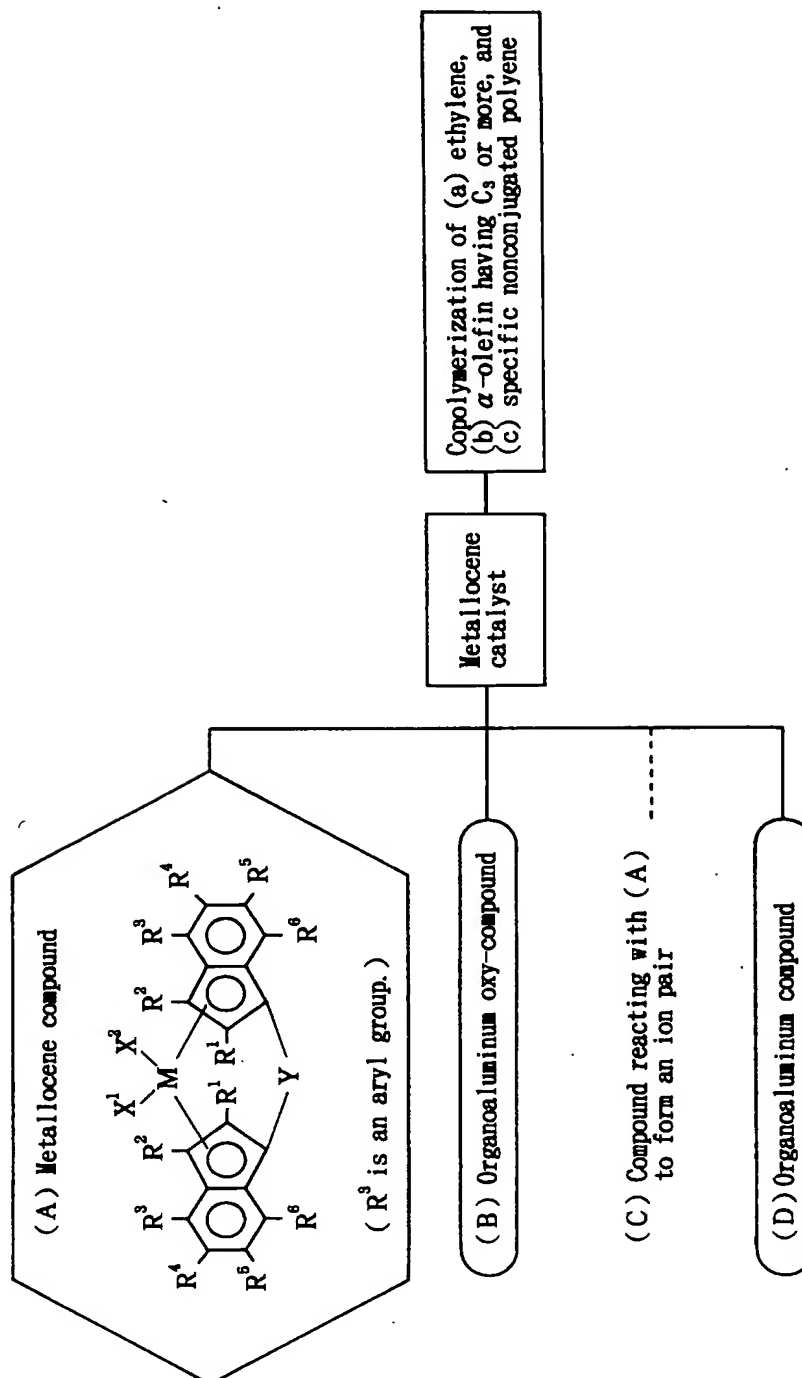 (A) Metallocene compound
X¹ X²
M
R² R¹ R¹ R²
R³ R³
R⁴ R⁴
R⁵ R⁶ R⁶ R⁵
Y
(R³ is an aryl group.)
(B) Organoaluminum oxy-compound
(C) Compound reacting with (A)
to form an ion pair
(D) Organoaluminum compound
Metallocene
catalyst
Copolymerization of (a) ethylene,
(b) α-olefin having C₃ or more, and
(c) specific nonconjugated polyene